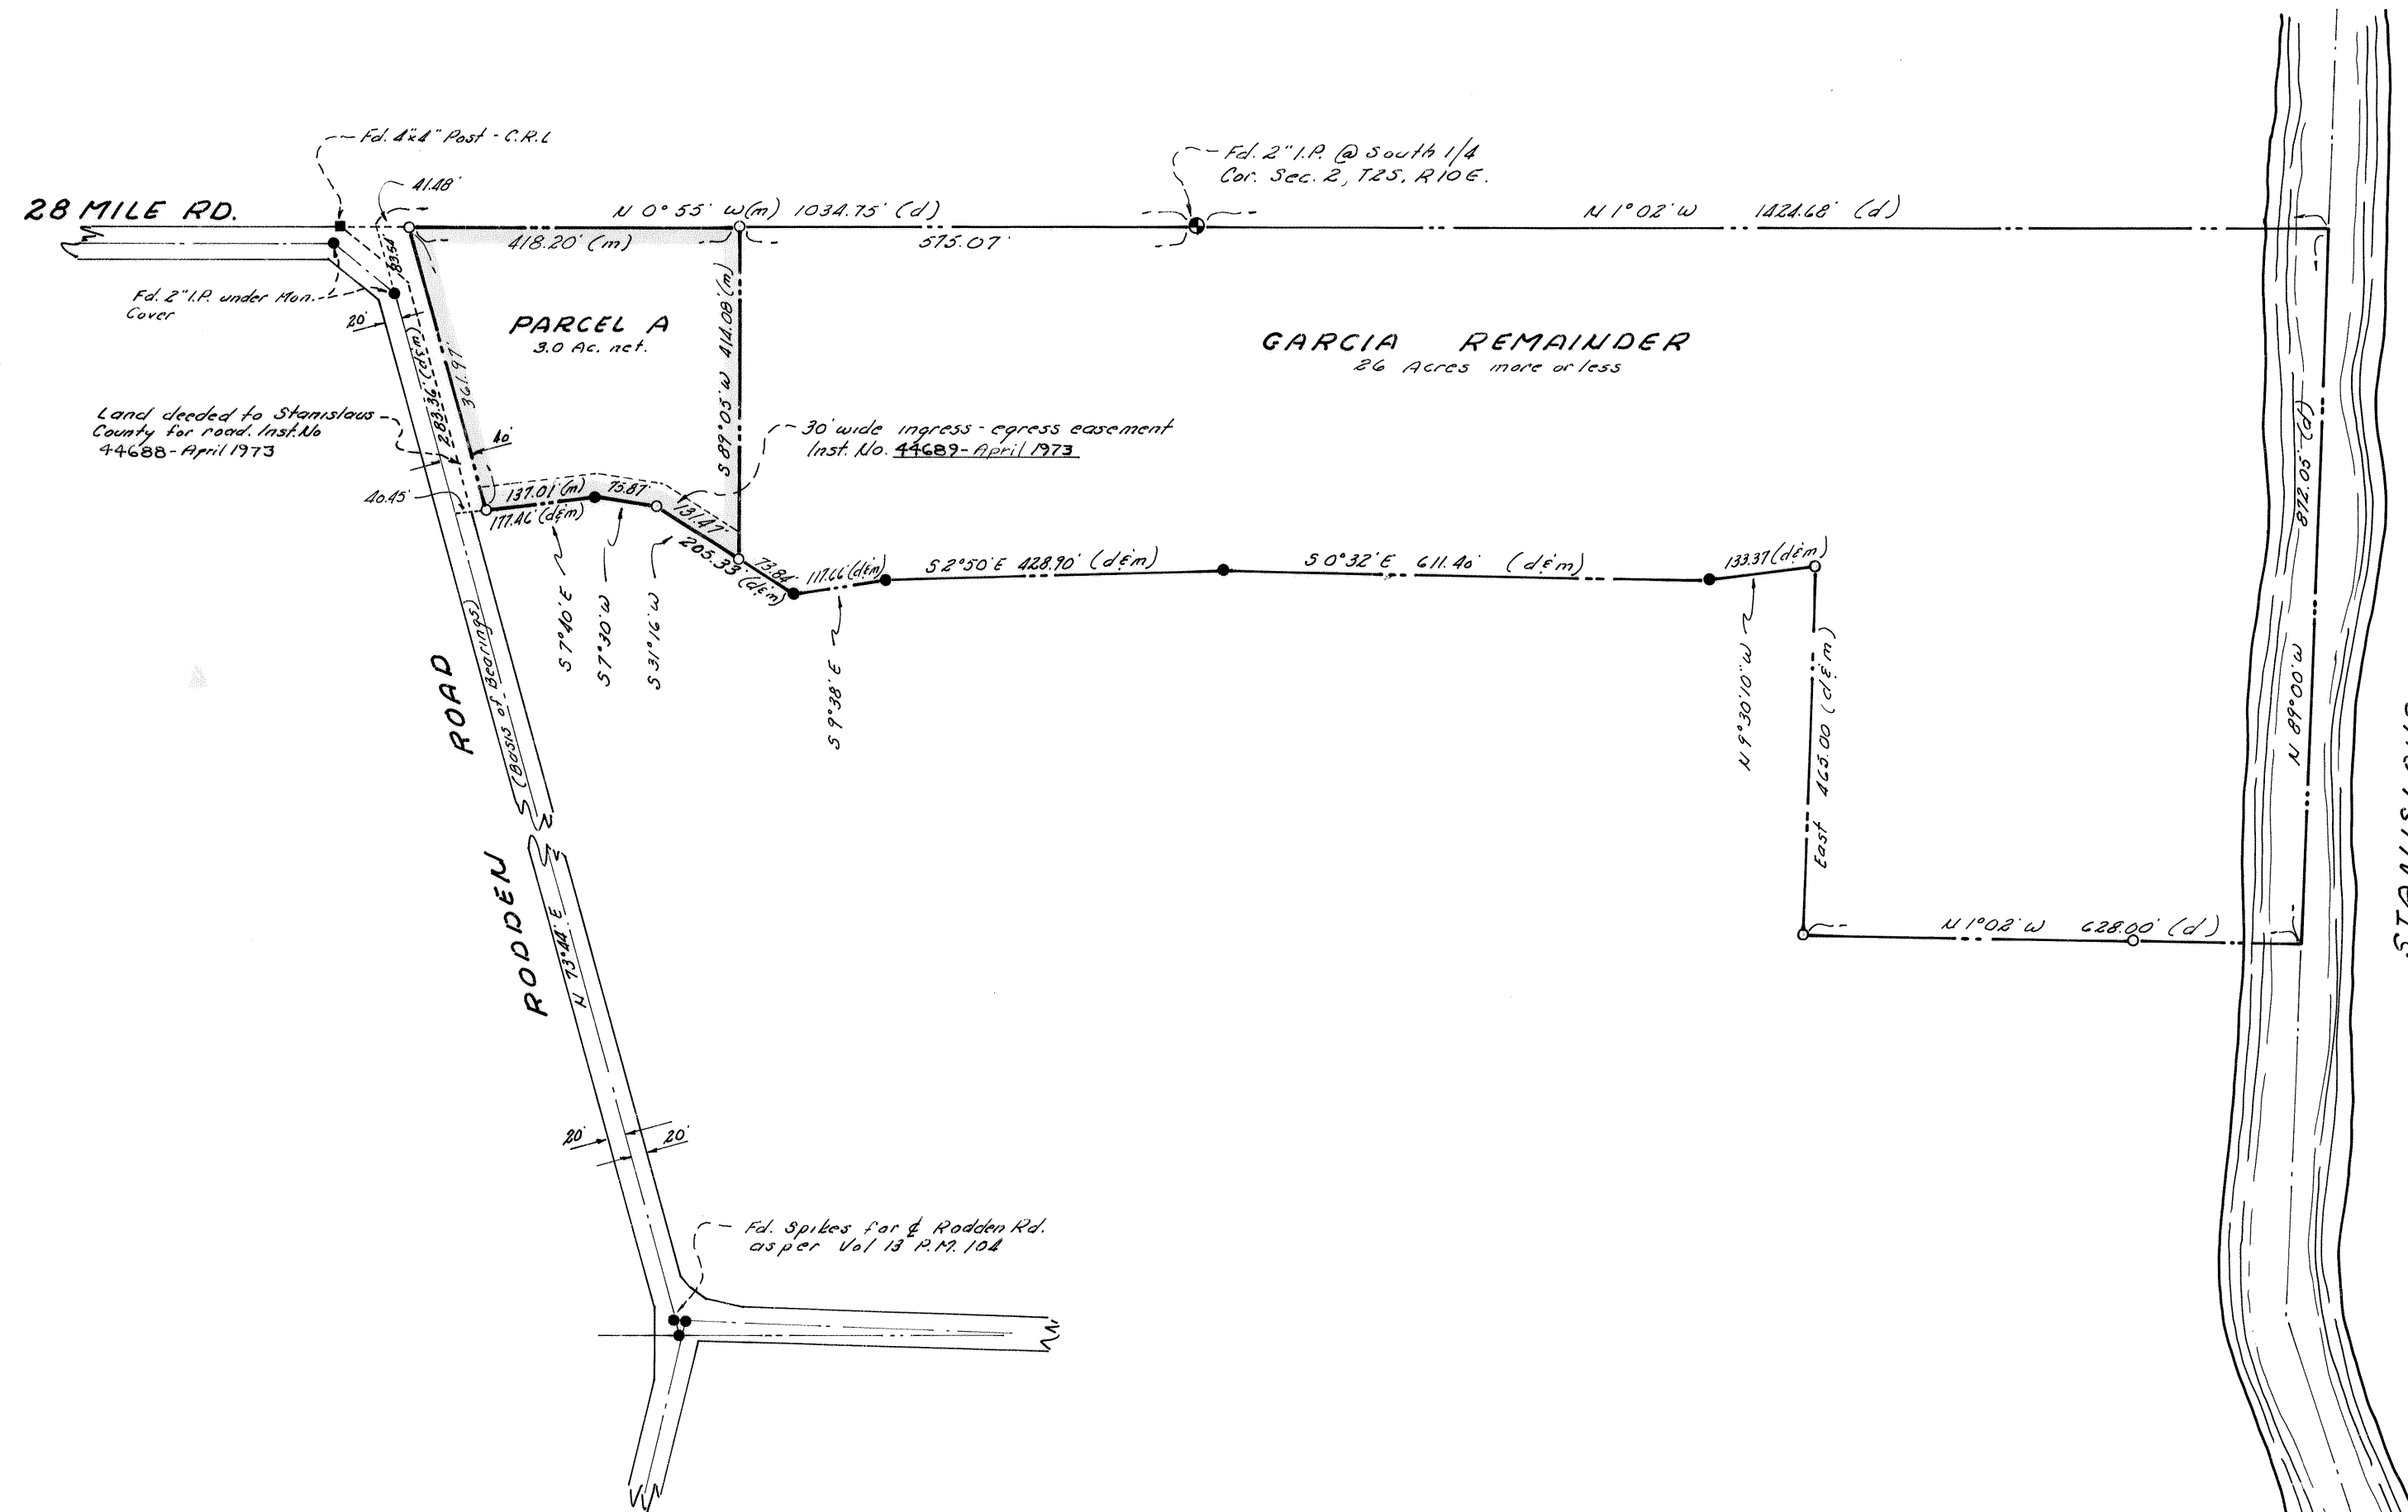 Fd. 4"x4" Post - C.R.L
41.48'
28 MILE RD.
N 0°55' W(m) 1034.75' (d)
418.20' (m)
575.07'
Fd. 2" I.P. @ South 1/4
Cor. Sec. 2, T2S, R10E.
N 1°02' W 1424.68' (d)
83.54'
Fd. 2" I.P. under Mon.
Cover
20'
PARCEL A
3.0 Ac. net.
S 89°05' W 414.08' (m)
GARCIA REMAINDER
26 Acres more or less
283.36' (d&m)
361.97'
Land deeded to Stanislaus
County for road. Inst. No
44688 - April 1973
40'
30' wide ingress - egress easement
Inst. No. 44689 - April 1973
872.05' (d)
N 89°00' W
40.45'
137.01' (m)
75.87'
177.46' (d&m)
131.47'
205.33' (d&m)
73.84'
117.66' (d&m)
S 2°50' E 428.90' (d&m)
S 0°32' E 611.40' (d&m)
133.37' (d&m)
S 7°40' E
S 7°30' W
S 31°16' W
S 9°38' E
N 9°30'10" W
East 465.00' (d&m)
N 1°02' W 628.00' (d)
(Basis of Bearings)
RODDEN ROAD
N 73°44' E
20'
20'
Fd. Spikes for ℄ Rodden Rd.
as per Vol 13 P.M. 104